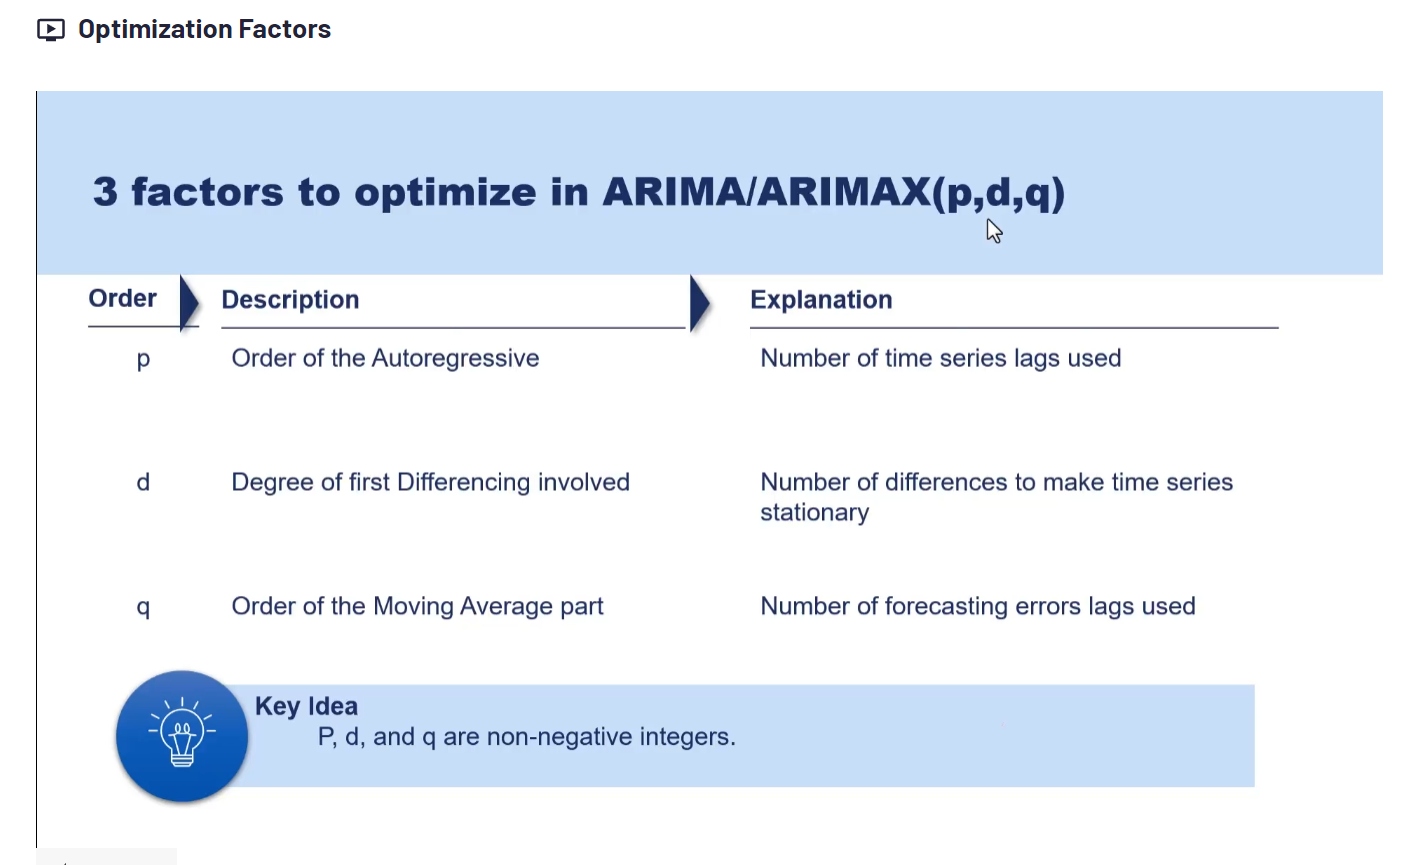 Optimization Factors
3 factors to optimize in ARIMA/ARIMAX(p,d,q)
Order Description Explanation
p Order of the Autoregressive Number of time series lags used
d Degree of first Differencing involved Number of differences to make time series
stationary
q Order of the Moving Average part Number of forecasting errors lags used
Key Idea
P, d, and q are non-negative integers.